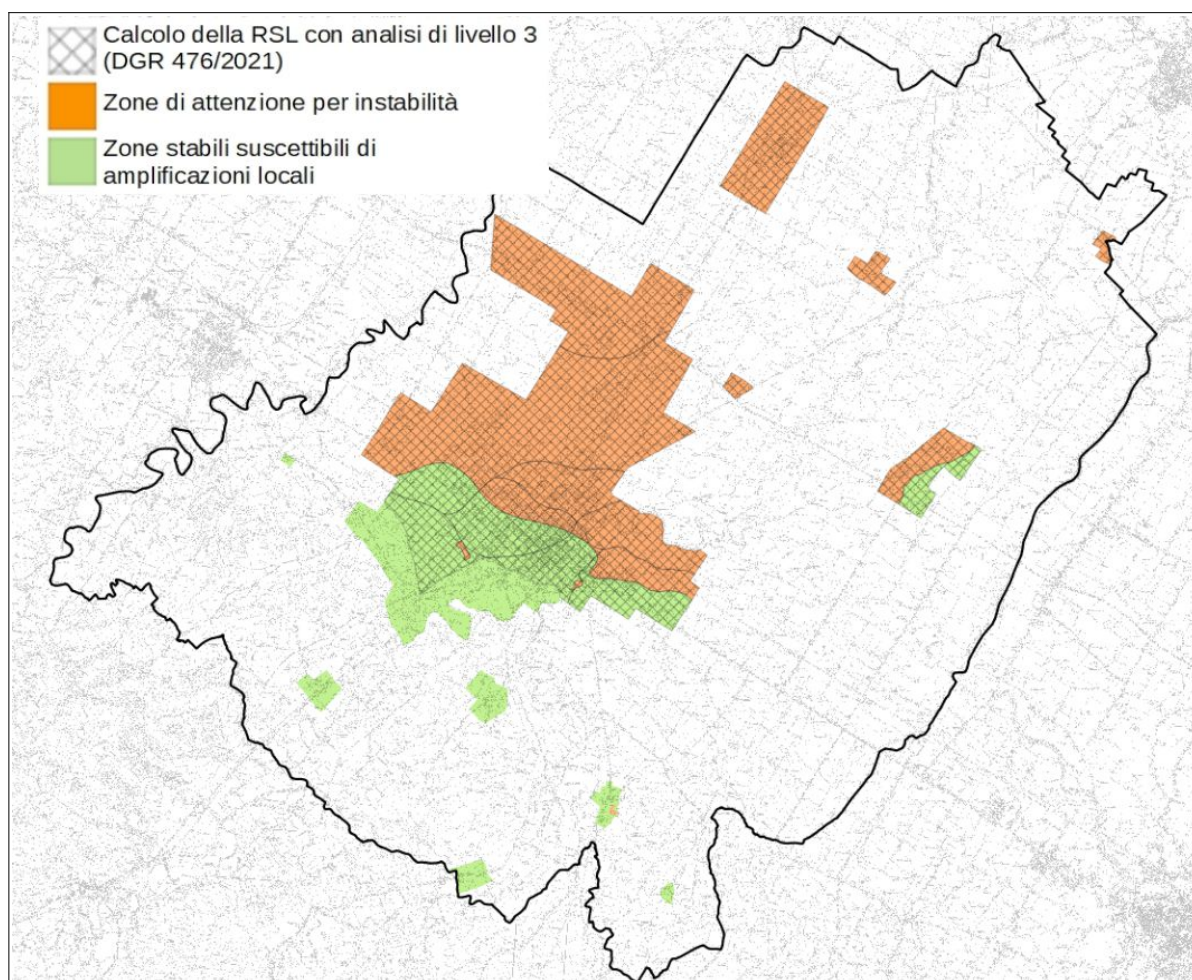 Calcolo della RSL con analisi di livello 3
(DGR 476/2021)
Zone di attenzione per instabilità
Zone stabili suscettibili di
amplificazioni locali